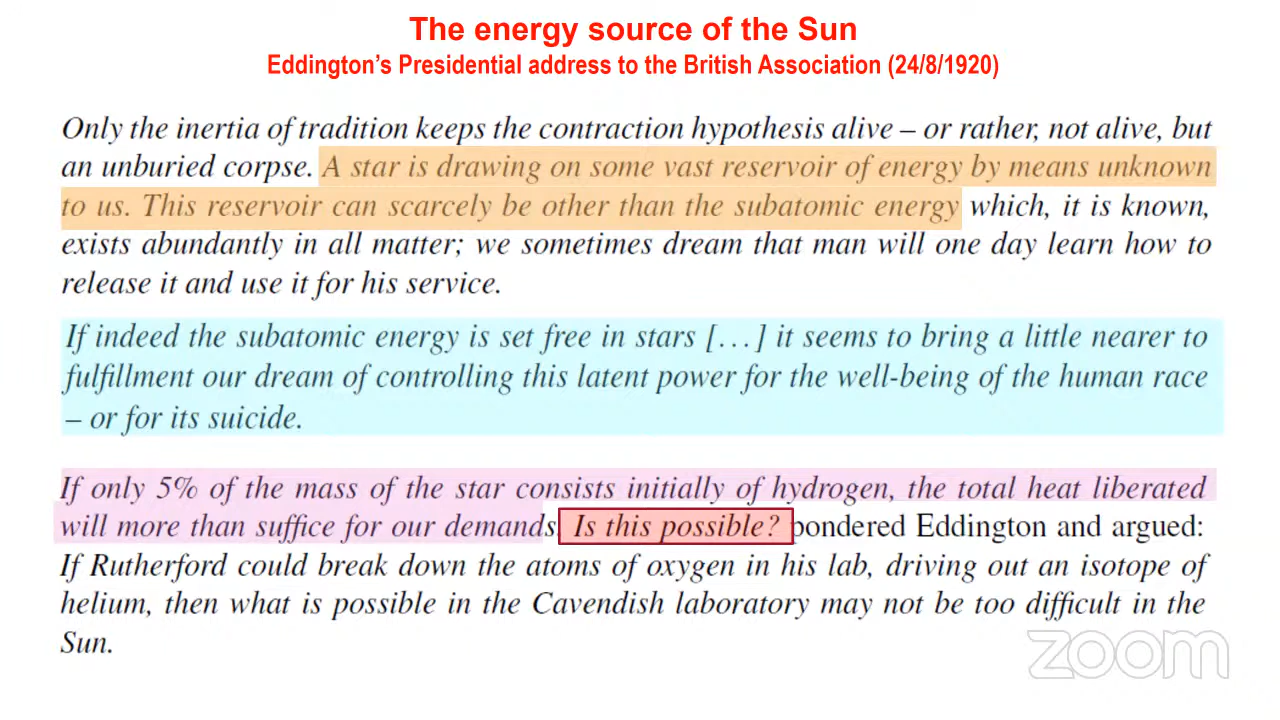 The energy source of the Sun
Eddington's Presidential address to the British Association (24/8/1920)
Only the inertia of tradition keeps the contraction hypothesis alive – or rather, not alive, but
an unburied corpse. A star is drawing on some vast reservoir of energy by means unknown
to us. This reservoir can scarcely be other than the subatomic energy which, it is known,
exists abundantly in all matter; we sometimes dream that man will one day learn how to
release it and use it for his service.
If indeed the subatomic energy is set free in stars […] it seems to bring a little nearer to
fulfillment our dream of controlling this latent power for the well-being of the human race
– or for its suicide.
If only 5% of the mass of the star consists initially of hydrogen, the total heat liberated
will more than suffice for our demands. Is this possible? pondered Eddington and argued:
If Rutherford could break down the atoms of oxygen in his lab, driving out an isotope of
helium, then what is possible in the Cavendish laboratory may not be too difficult in the
Sun.
zoom